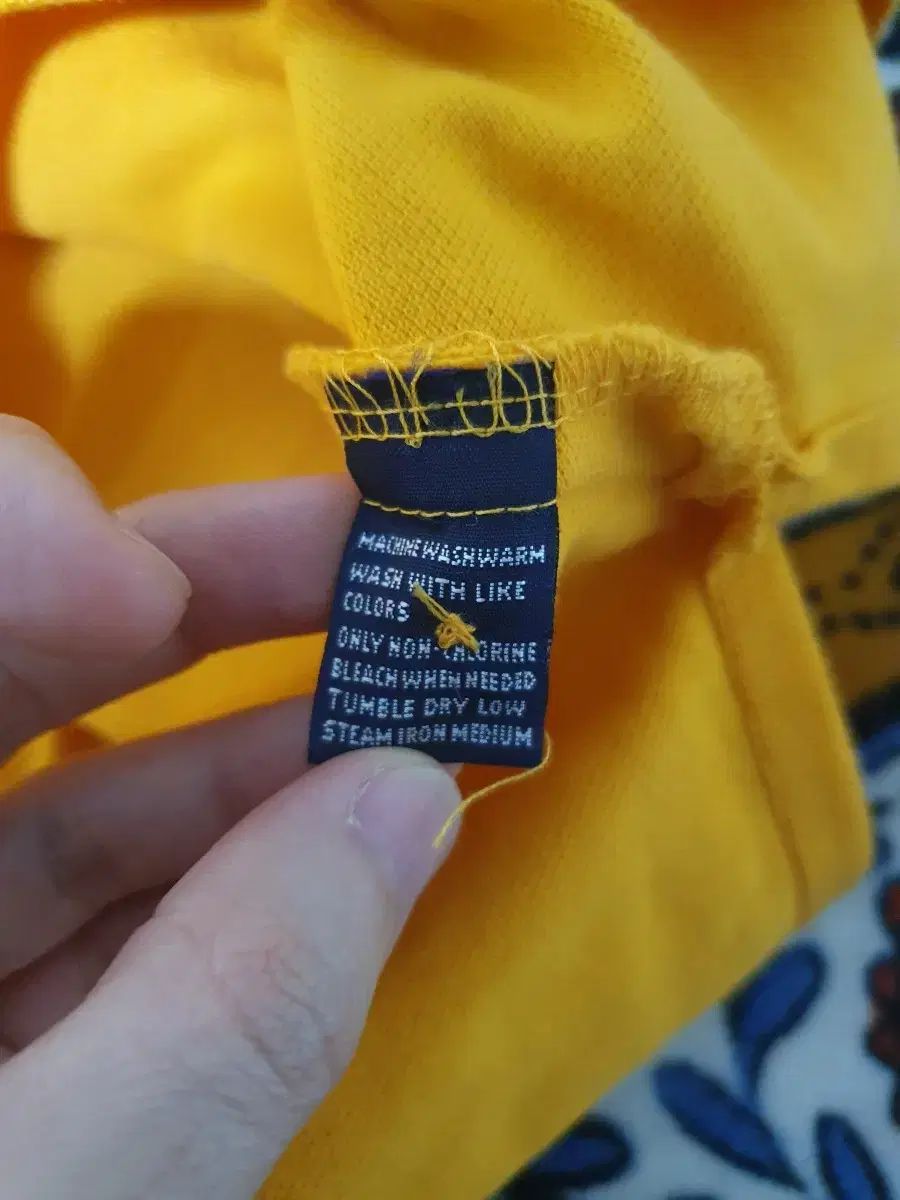 MACHINE WASH WARM
WASH WITH LIKE
COLORS
ONLY NON-CHLORINE
BLEACH WHEN NEEDED
TUMBLE DRY LOW
STEAM IRON MEDIUM